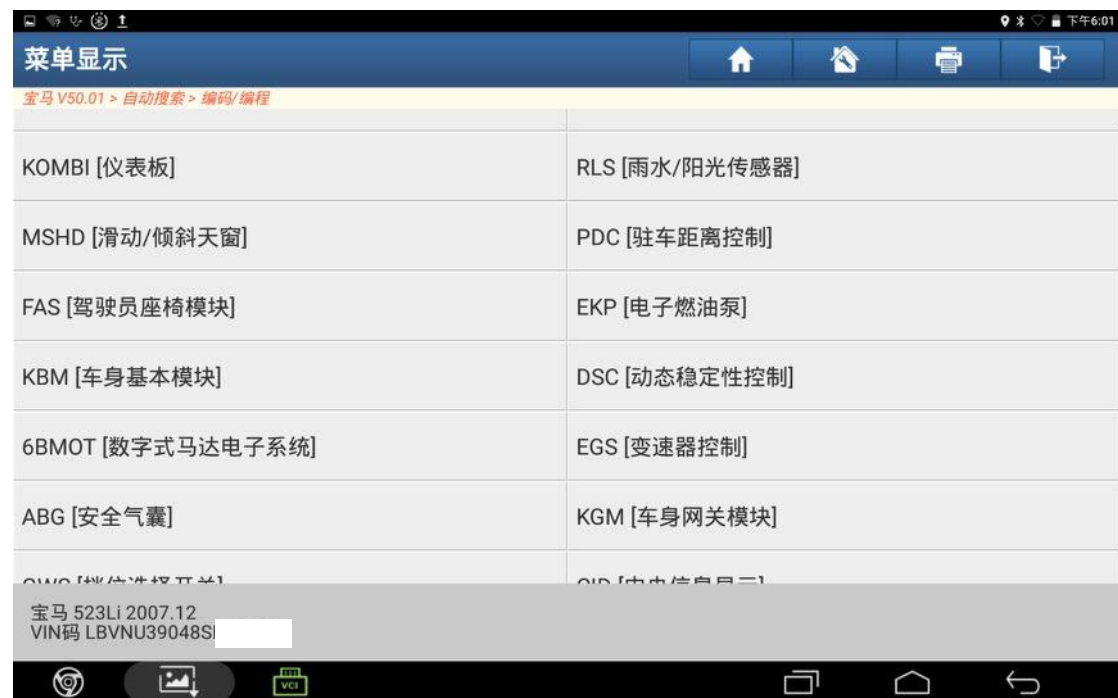 下午6:01
菜单显示
宝马 V50.01 > 自动搜索 > 编码/编程
KOMBI [仪表板]
RLS [雨水/阳光传感器]
MSHD [滑动/倾斜天窗]
PDC [驻车距离控制]
FAS [驾驶员座椅模块]
EKP [电子燃油泵]
KBM [车身基本模块]
DSC [动态稳定性控制]
6BMOT [数字式马达电子系统]
EGS [变速器控制]
ABG [安全气囊]
KGM [车身网关模块]
宝马 523Li 2007.12
VIN码 LBVNU39048S
VCI